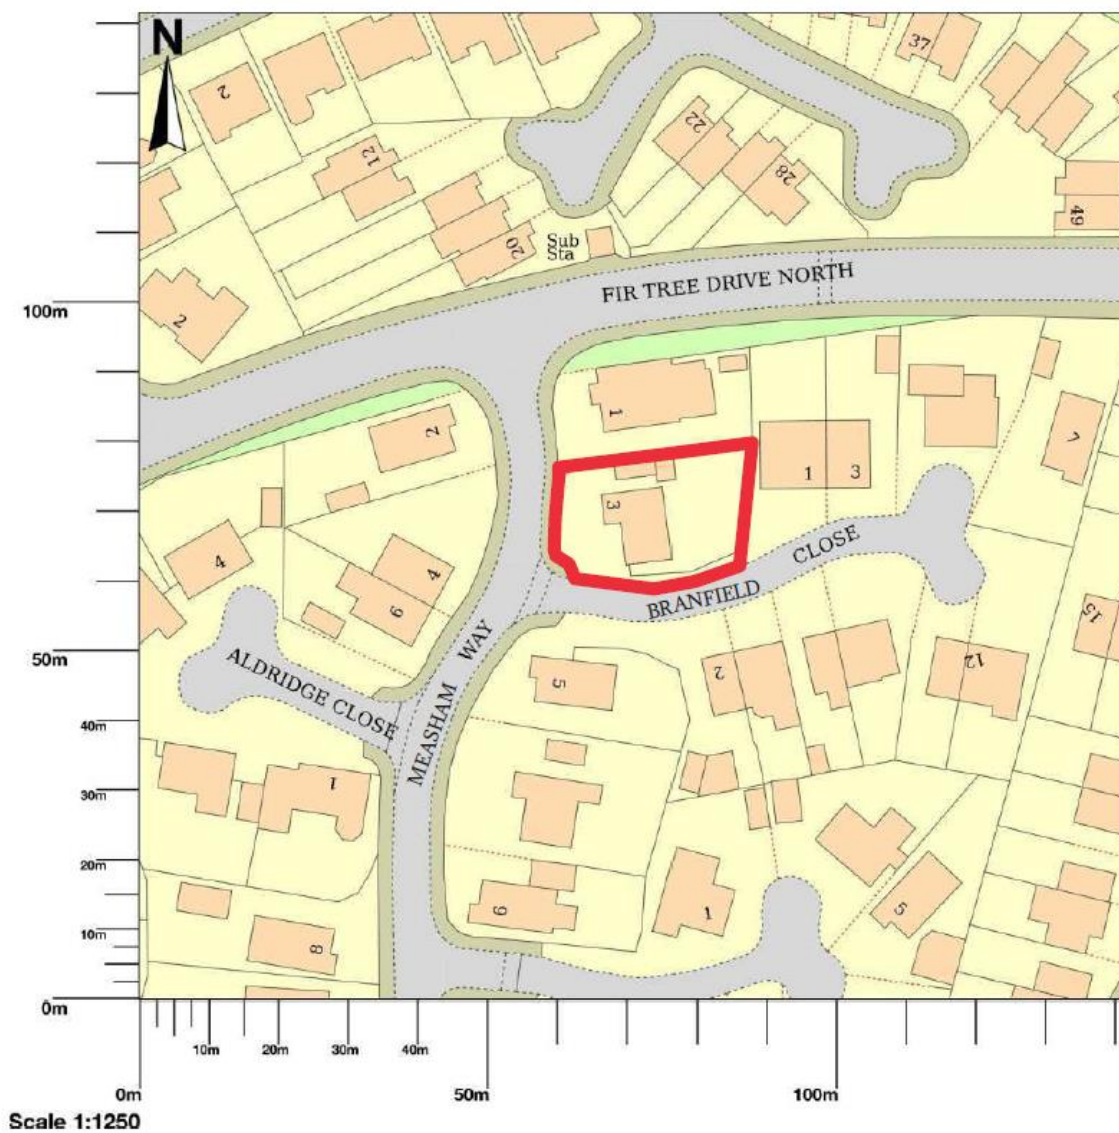 N
37
2
22
12
28
49
20
Sub
Sta
FIR TREE DRIVE NORTH
2
100m
1
2
7
1
3
3
CLOSE
4
4
6
BRANFIELD
15
50m
ALDRIDGE CLOSE
MEASHAM WAY
5
2
12
40m
1
30m
20m
9
1
5
10m
8
0m
10m
20m
30m
40m
0m
50m
100m
Scale 1:1250